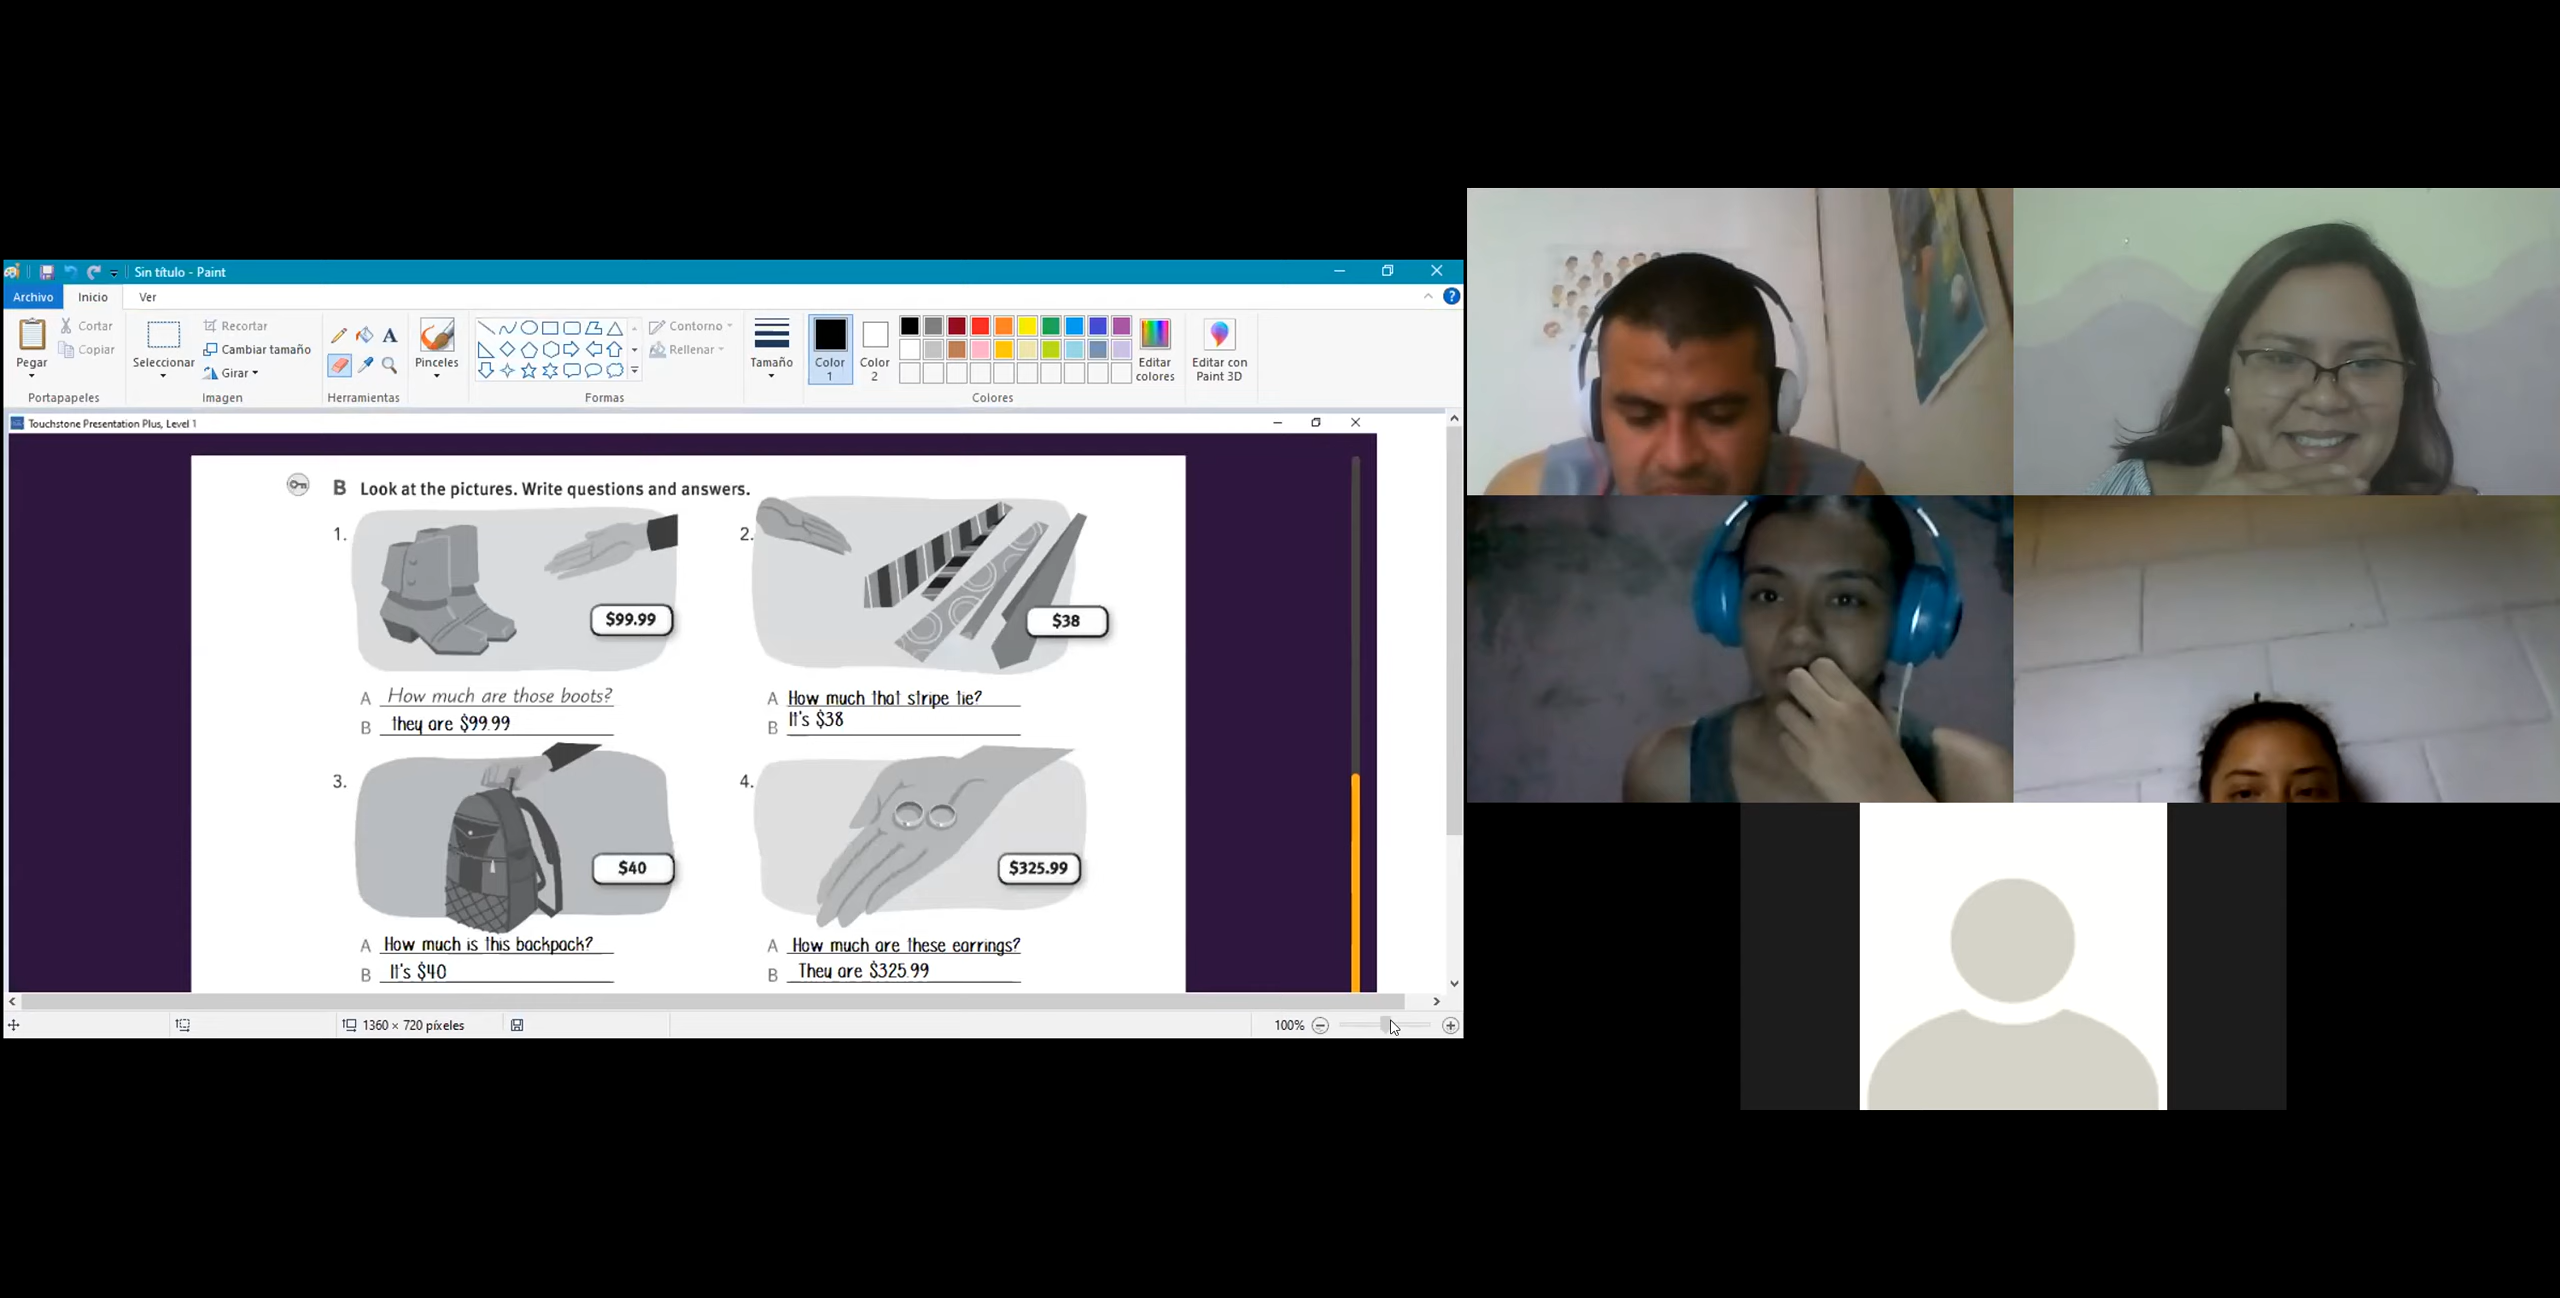 Sin título - Paint
Archivo Inicio Ver
Pegar
Cortar
Copiar
Portapapeles
Seleccionar
Recortar
Cambiar tamaño
Girar
Imagen
A
Herramientas
Pinceles
Contorno
Rellenar
Formas
Tamaño
Color 1
Color 2
Editar colores
Colores
Editar con Paint 3D
?
Touchstone Presentation Plus, Level 1
B Look at the pictures. Write questions and answers.
1.
$99.99
A How much are those boots?
B they are $99.99
2.
$38
A How much that stripe tie?
B It's $38
3.
$40
A How much is this backpack?
B It's $40
4.
$325.99
A How much are these earrings?
B They are $325.99
1360 × 720 píxeles
100%